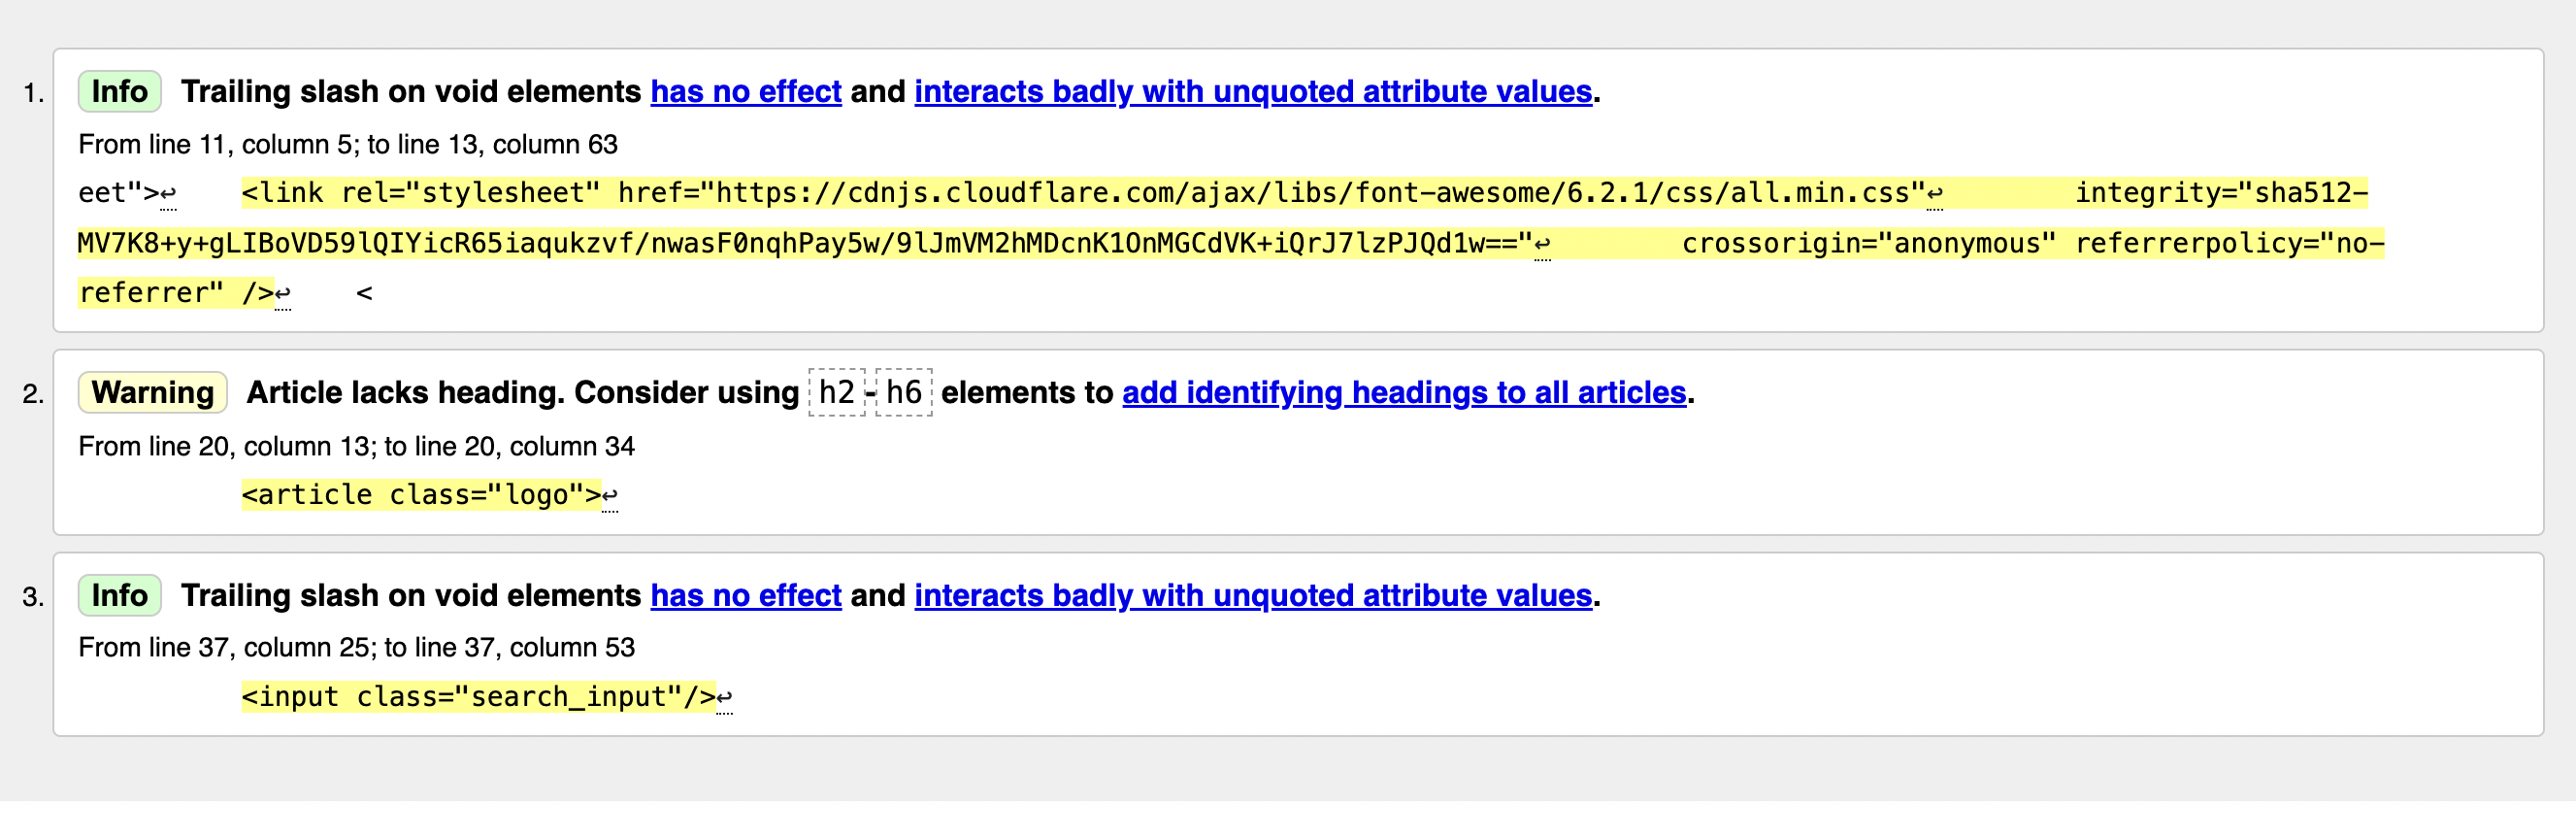 1. Info Trailing slash on void elements has no effect and interacts badly with unquoted attribute values.
From line 11, column 5; to line 13, column 63
eet">↩    <link rel="stylesheet" href="https://cdnjs.cloudflare.com/ajax/libs/font-awesome/6.2.1/css/all.min.css"↩        integrity="sha512-
MV7K8+y+gLIBoVD59lQIYicR65iaqukzvf/nwasF0nqhPay5w/9lJmVM2hMDcnK1OnMGCdVK+iQrJ7lzPJQd1w=="↩        crossorigin="anonymous" referrerpolicy="no-
referrer" />↩    <
2. Warning Article lacks heading. Consider using h2-h6 elements to add identifying headings to all articles.
From line 20, column 13; to line 20, column 34
<article class="logo">↩
3. Info Trailing slash on void elements has no effect and interacts badly with unquoted attribute values.
From line 37, column 25; to line 37, column 53
<input class="search_input"/>↩